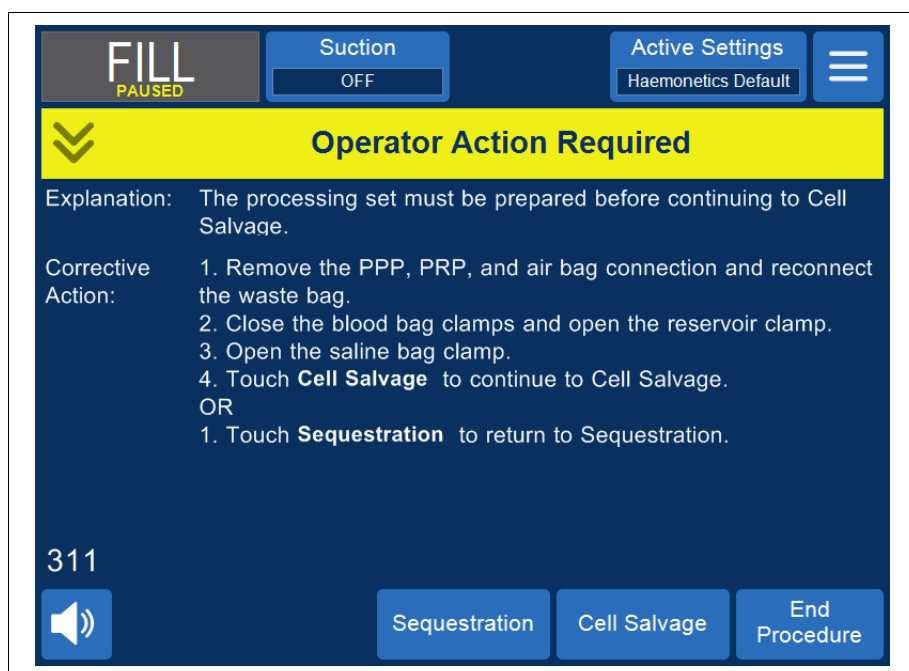 FILL
PAUSED
Suction
OFF
Active Settings
Haemonetics Default
Operator Action Required
Explanation:
The processing set must be prepared before continuing to Cell
Salvage.
Corrective
Action:
1. Remove the PPP, PRP, and air bag connection and reconnect
the waste bag.
2. Close the blood bag clamps and open the reservoir clamp.
3. Open the saline bag clamp.
4. Touch Cell Salvage to continue to Cell Salvage.
OR
1. Touch Sequestration to return to Sequestration.
311
Sequestration
Cell Salvage
End
Procedure